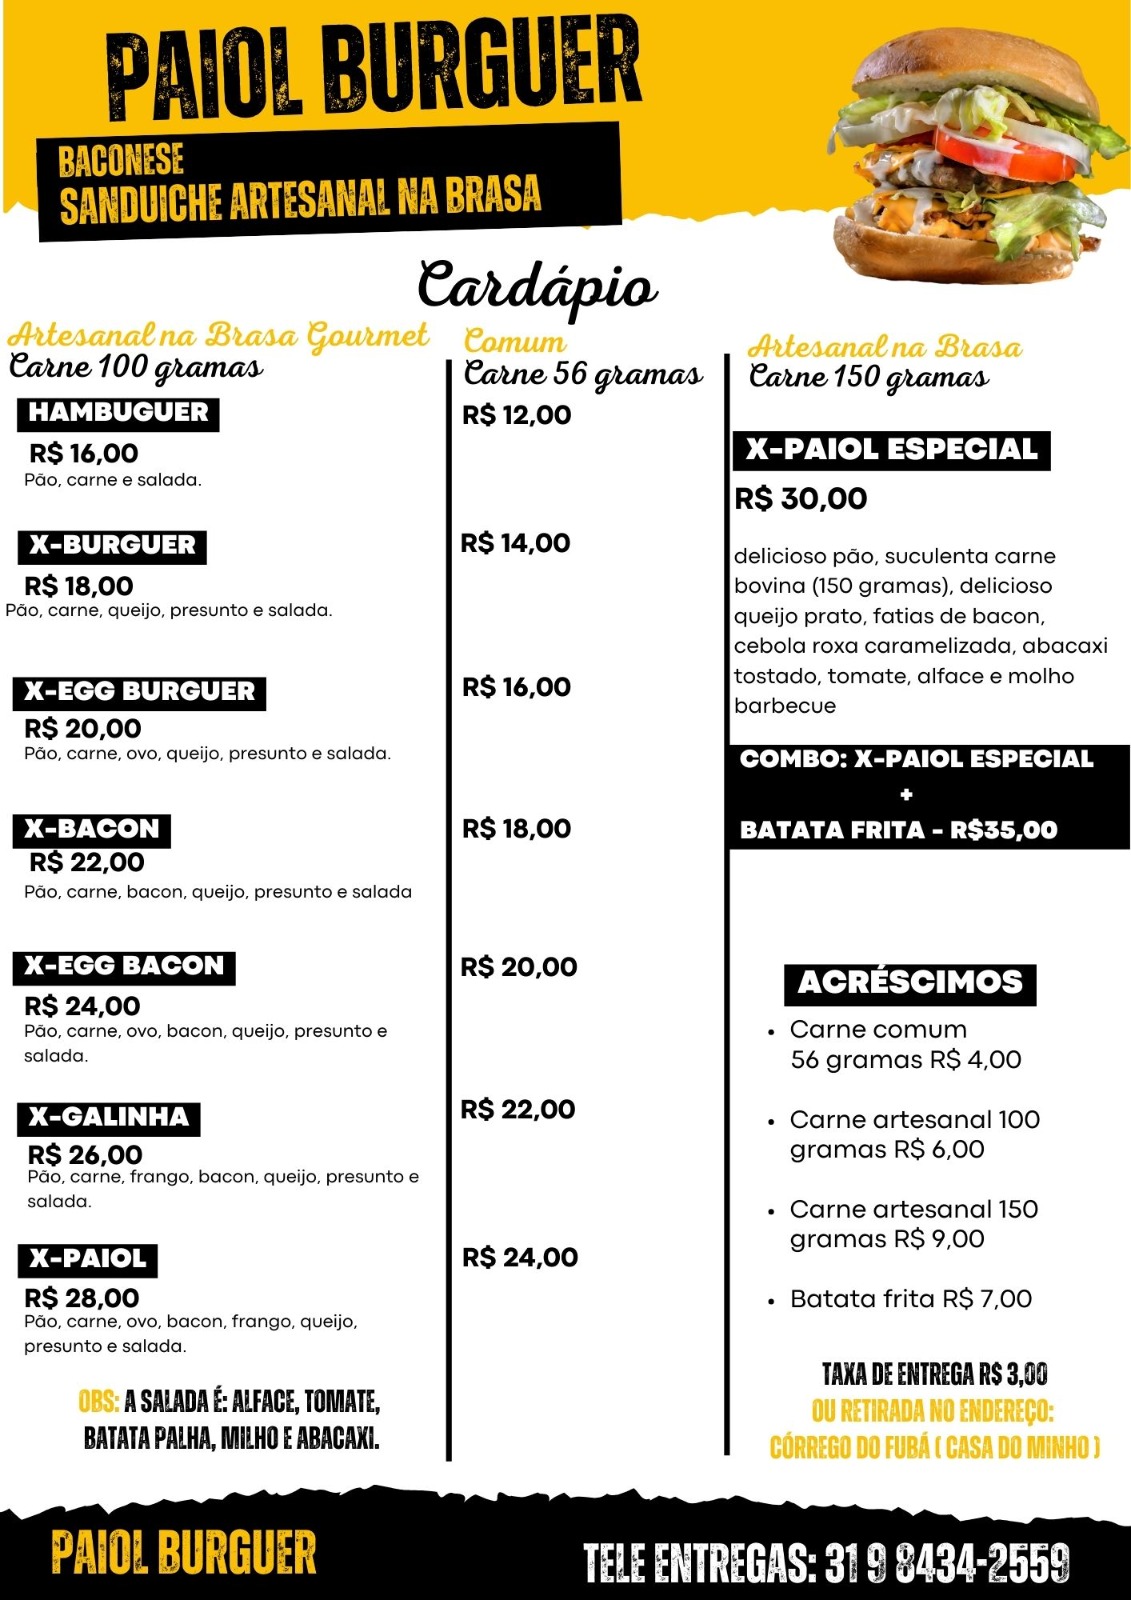 PAIOL BURGUER
BACONESE
SANDUICHE ARTESANAL NA BRASA
Cardápio
Artesanal na Brasa Gourmet
Carne 100 gramas
HAMBUGUER
R$ 16,00
Pão, carne e salada.
X-BURGUER
R$ 18,00
Pão, carne, queijo, presunto e salada.
X-EGG BURGUER
R$ 20,00
Pão, carne, ovo, queijo, presunto e salada.
X-BACON
R$ 22,00
Pão, carne, bacon, queijo, presunto e salada
X-EGG BACON
R$ 24,00
Pão, carne, ovo, bacon, queijo, presunto e
salada.
X-GALINHA
R$ 26,00
Pão, carne, frango, bacon, queijo, presunto e
salada.
X-PAIOL
R$ 28,00
Pão, carne, ovo, bacon, frango, queijo,
presunto e salada.
OBS: A SALADA É: ALFACE, TOMATE,
BATATA PALHA, MILHO E ABACAXI.
Comum
Carne 56 gramas
R$ 12,00
R$ 14,00
R$ 16,00
R$ 18,00
R$ 20,00
R$ 22,00
R$ 24,00
Artesanal na Brasa
Carne 150 gramas
X-PAIOL ESPECIAL
R$ 30,00
delicioso pão, suculenta carne
bovina (150 gramas), delicioso
queijo prato, fatias de bacon,
cebola roxa caramelizada, abacaxi
tostado, tomate, alface e molho
barbecue
COMBO: X-PAIOL ESPECIAL
+
BATATA FRITA - R$35,00
ACRÉSCIMOS
• Carne comum
56 gramas R$ 4,00
• Carne artesanal 100
gramas R$ 6,00
• Carne artesanal 150
gramas R$ 9,00
• Batata frita R$ 7,00
TAXA DE ENTREGA R$ 3,00
OU RETIRADA NO ENDEREÇO:
CÓRREGO DO FUBÁ ( CASA DO MINHO )
PAIOL BURGUER
TELE ENTREGAS: 31 9 8434-2559